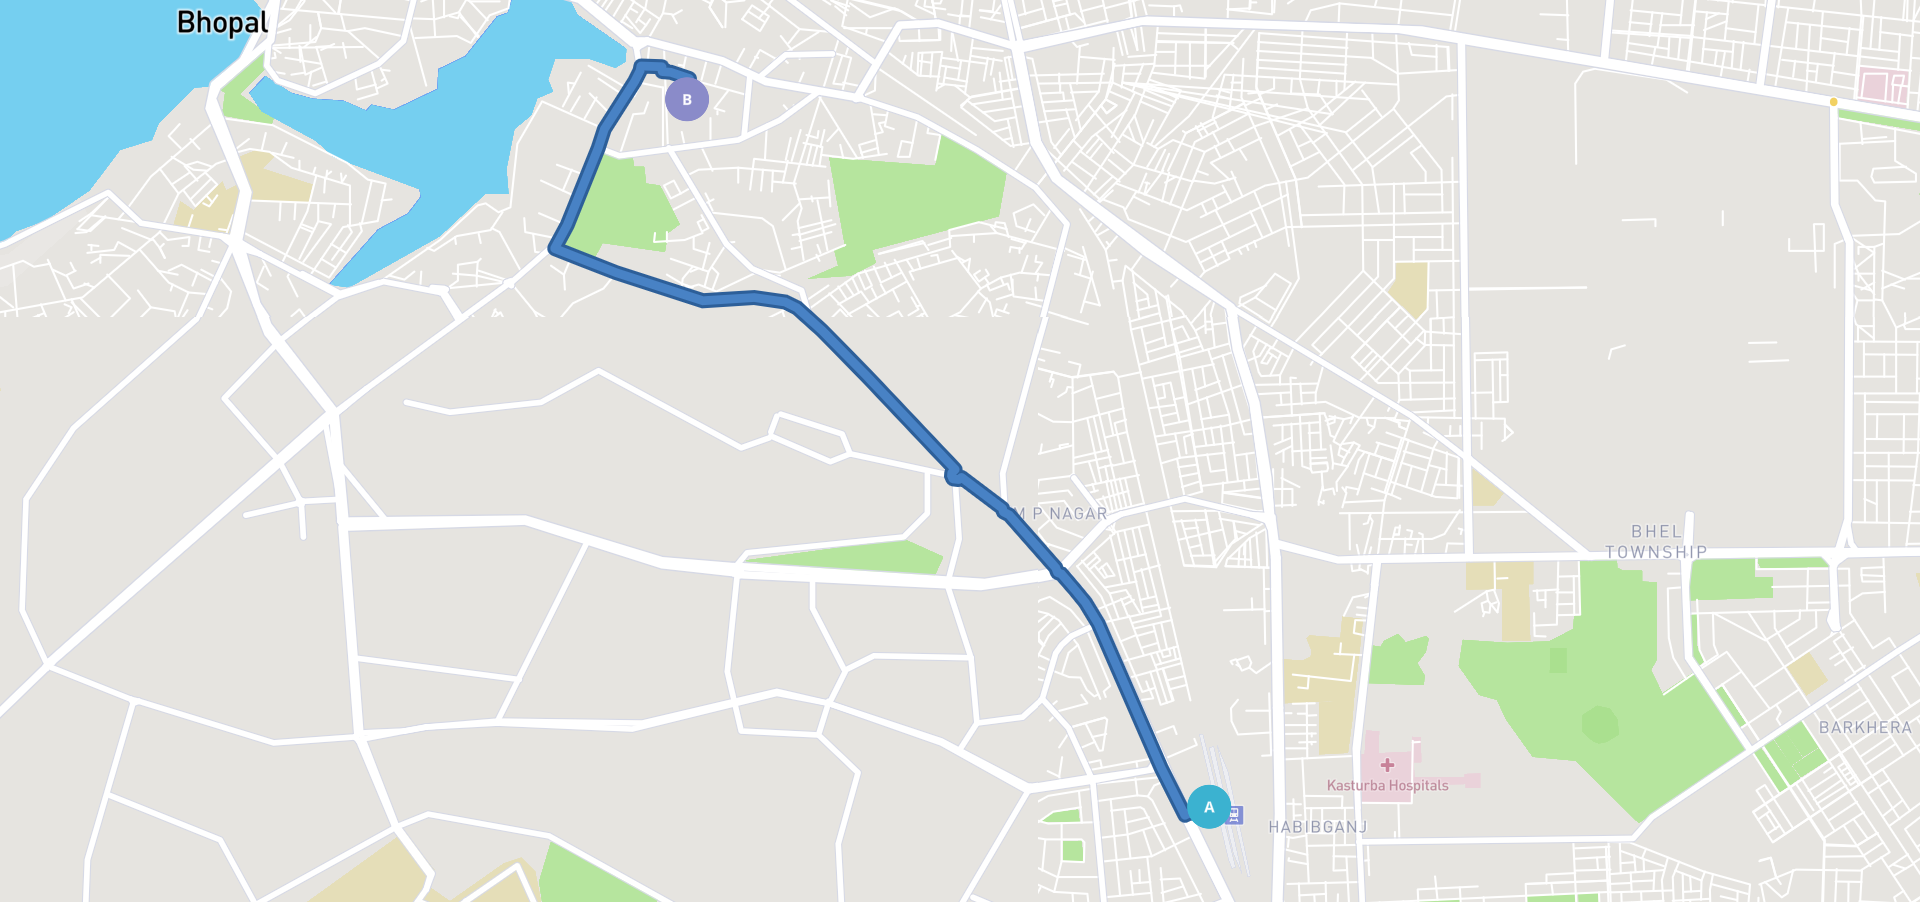 Bhopal
B
M P NAGAR
BHEL
TOWNSHIP
BARKHERA
Kasturba Hospitals
A
HABIBGANJ